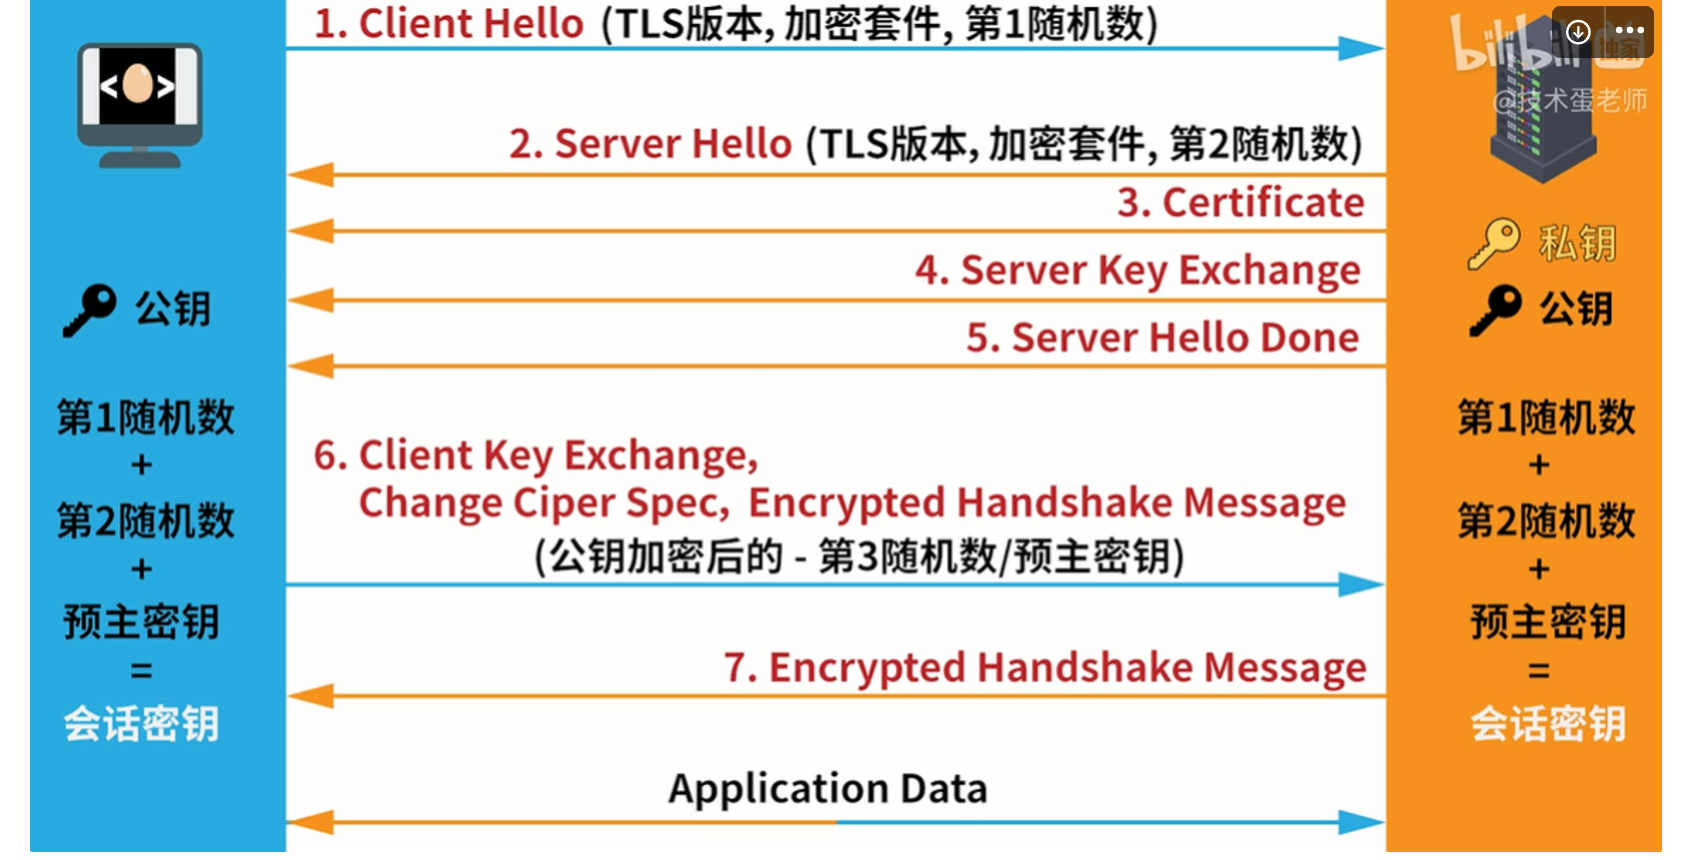 1. Client Hello (TLS版本, 加密套件, 第1随机数)
bilibili 独家
@技术蛋老师
< >
2. Server Hello (TLS版本, 加密套件, 第2随机数)
3. Certificate
私钥
4. Server Key Exchange
公钥
公钥
5. Server Hello Done
第1随机数
+
第2随机数
+
预主密钥
=
会话密钥
6. Client Key Exchange,
Change Ciper Spec, Encrypted Handshake Message
(公钥加密后的 - 第3随机数/预主密钥)
7. Encrypted Handshake Message
Application Data
第1随机数
+
第2随机数
+
预主密钥
=
会话密钥